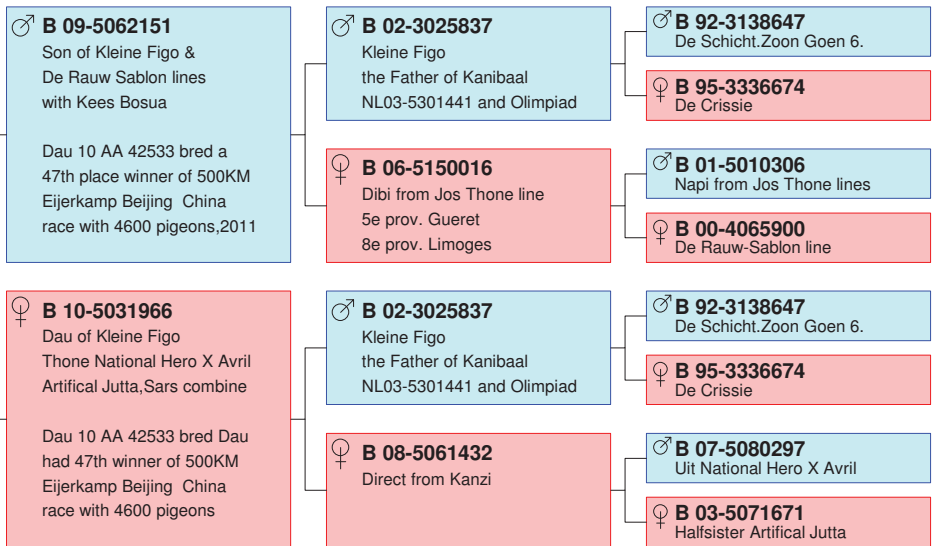 B 09-5062151
Son of Kleine Figo &
De Rauw Sablon lines
with Kees Bosua
Dau 10 AA 42533 bred a
47th place winner of 500KM
Eijerkamp Beijing China
race with 4600 pigeons,2011
B 02-3025837
Kleine Figo
the Father of Kanibaal
NL03-5301441 and Olimpiad
B 92-3138647
De Schicht.Zoon Goen 6.
B 95-3336674
De Crissie
B 06-5150016
Dibi from Jos Thone line
5e prov. Gueret
8e prov. Limoges
B 01-5010306
Napi from Jos Thone lines
B 00-4065900
De Rauw-Sablon line
B 10-5031966
Dau of Kleine Figo
Thone National Hero X Avril
Artifical Jutta,Sars combine
Dau 10 AA 42533 bred Dau
had 47th winner of 500KM
Eijerkamp Beijing China
race with 4600 pigeons
B 02-3025837
Kleine Figo
the Father of Kanibaal
NL03-5301441 and Olimpiad
B 92-3138647
De Schicht.Zoon Goen 6.
B 95-3336674
De Crissie
B 08-5061432
Direct from Kanzi
B 07-5080297
Uit National Hero X Avril
B 03-5071671
Halfsister Artifical Jutta